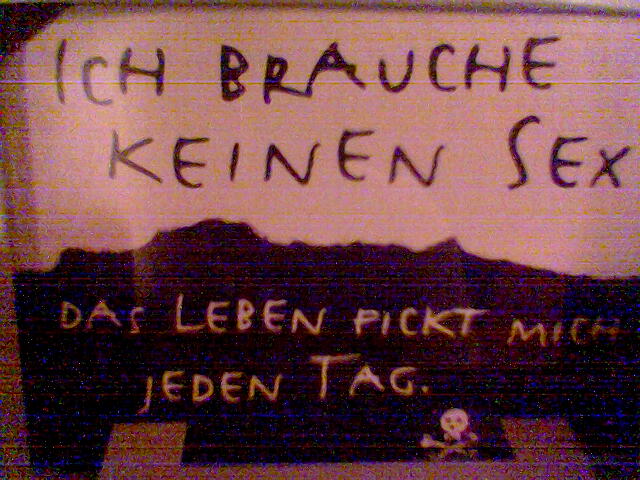 ICH BRAUCHE
KEINEN SEX
DAS LEBEN FICKT MICH
JEDEN TAG.